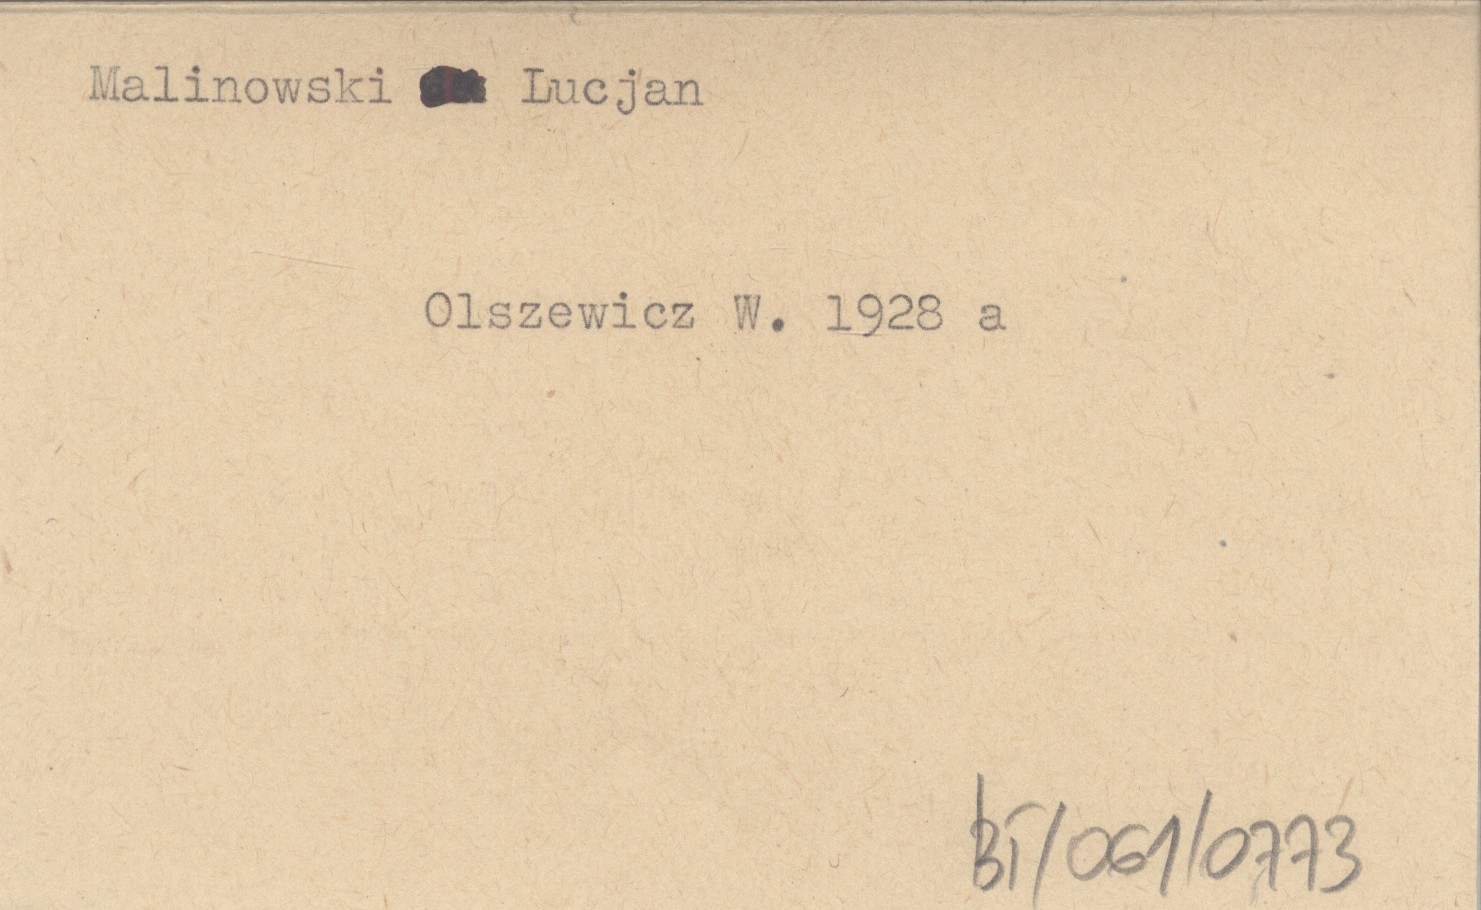 Malinowski Lucjan
Olszewicz W. 1928 a
BI/061/0773